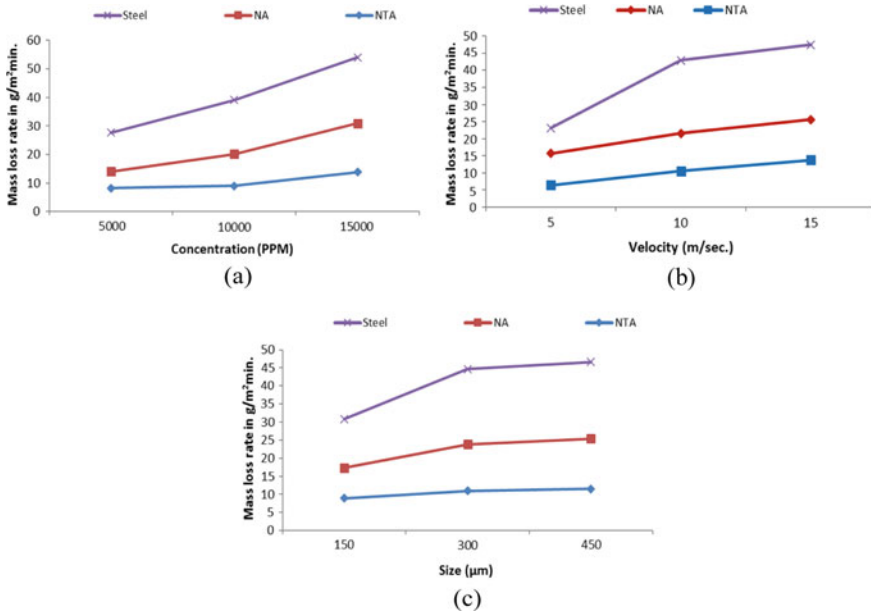 Steel NA NTA
Mass loss rate in g/m²min.
60
50
40
30
20
10
0
5000 10000 15000
Concentration (PPM)
(a)
Steel NA NTA
Mass loss rate in g/m²min.
50
45
40
35
30
25
20
15
10
5
0
5 10 15
Velocity (m/sec.)
(b)
Steel NA NTA
Mass loss rate in g/m²min.
50
45
40
35
30
25
20
15
10
5
0
150 300 450
Size (μm)
(c)